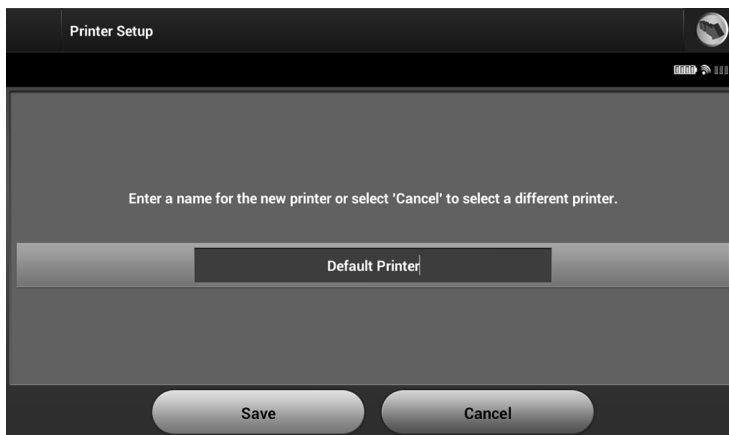 Printer Setup
Enter a name for the new printer or select 'Cancel' to select a different printer.
Default Printer
Save
Cancel